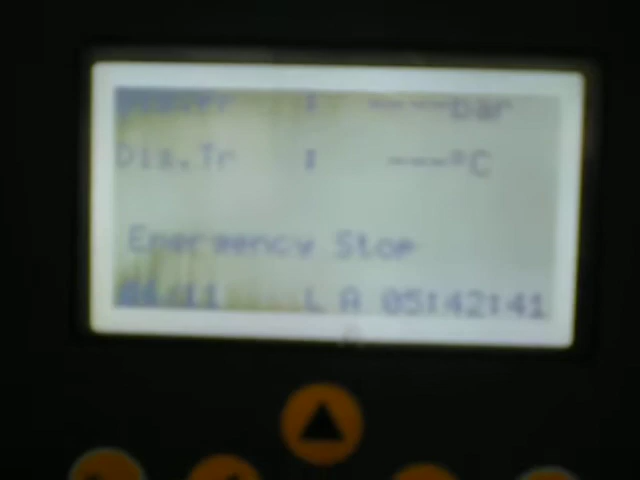 : --.--bar
Dis.Tr : ---°C
Emergency Stop
L A 05:42:41